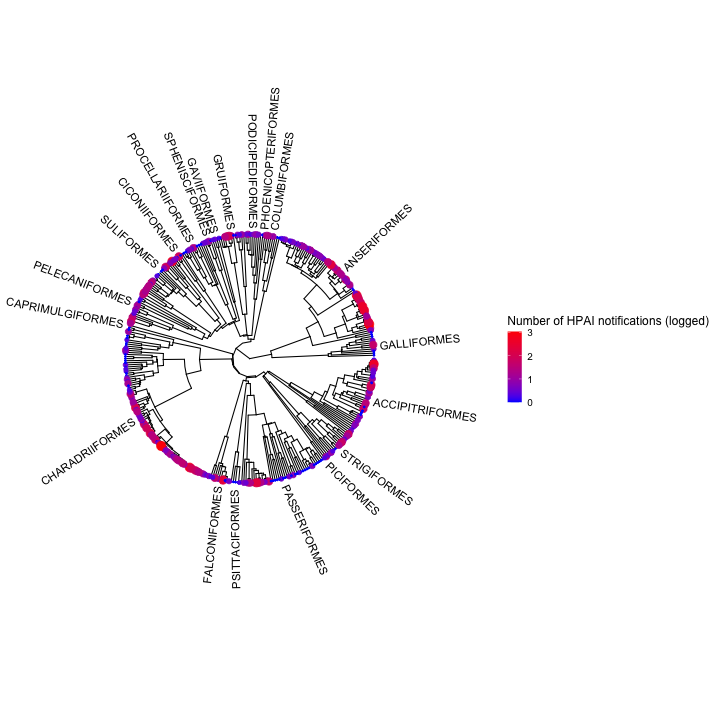 PHOENICOPTERIFORMES
PODICIPEDIFORMES
COLUMBIFORMES
GRUIFORMES
GAVIIFORMES
SPHENISCIFORMES
PROCELLARIIFORMES
CICONIIFORMES
SULIFORMES
PELECANIFORMES
CAPRIMULGIFORMES
ANSERIFORMES
GALLIFORMES
ACCIPITRIFORMES
STRIGIFORMES
PICIFORMES
PASSERIFORMES
PSITTACIFORMES
FALCONIFORMES
CHARADRIIFORMES
Number of HPAI notifications (logged)
3
2
1
0